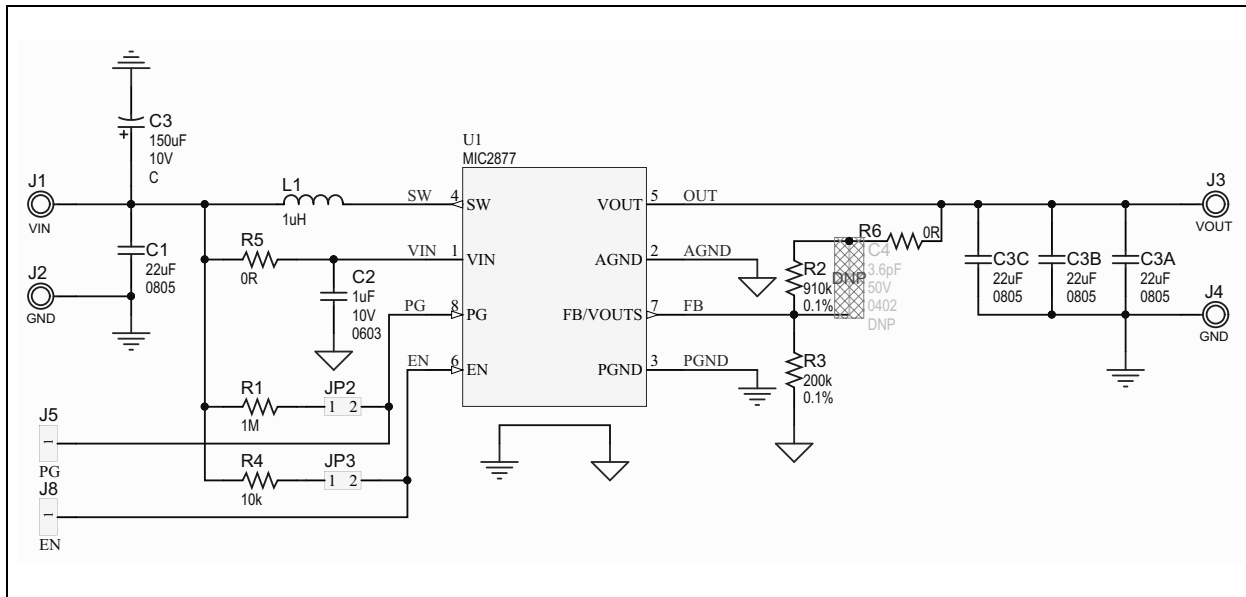 C3
150uF
10V
C
+
J1
VIN
J2
GND
C1
22uF
0805
L1
1uH
R5
0R
C2
1uF
10V
0603
SW 4
VIN 1
PG 8
EN 6
U1
MIC2877
SW
VIN
PG
EN
VOUT
AGND
FB/VOUTS
PGND
5 OUT
2 AGND
7 FB
3 PGND
R1
1M
JP2
1 2
R4
10k
JP3
1 2
J5
1
PG
J8
1
EN
R2
910k
0.1%
DNP
R6
0R
C4
3.6pF
50V
0402
DNP
R3
200k
0.1%
C3C
22uF
0805
C3B
22uF
0805
C3A
22uF
0805
J3
VOUT
J4
GND